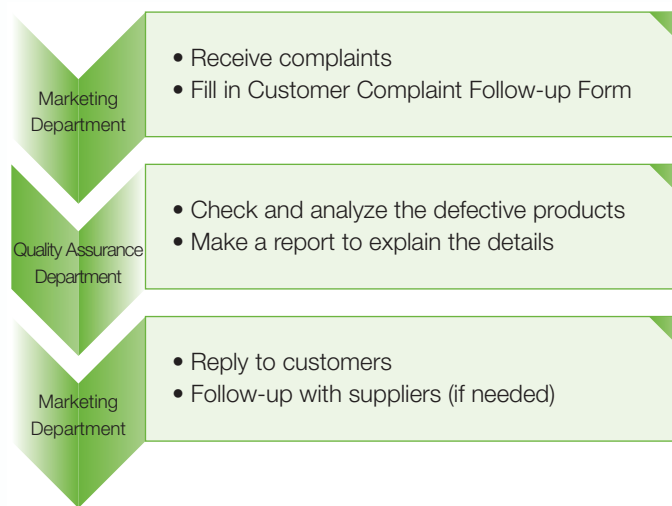 Marketing
Department
• Receive complaints
• Fill in Customer Complaint Follow-up Form
Quality Assurance
Department
• Check and analyze the defective products
• Make a report to explain the details
Marketing
Department
• Reply to customers
• Follow-up with suppliers (if needed)